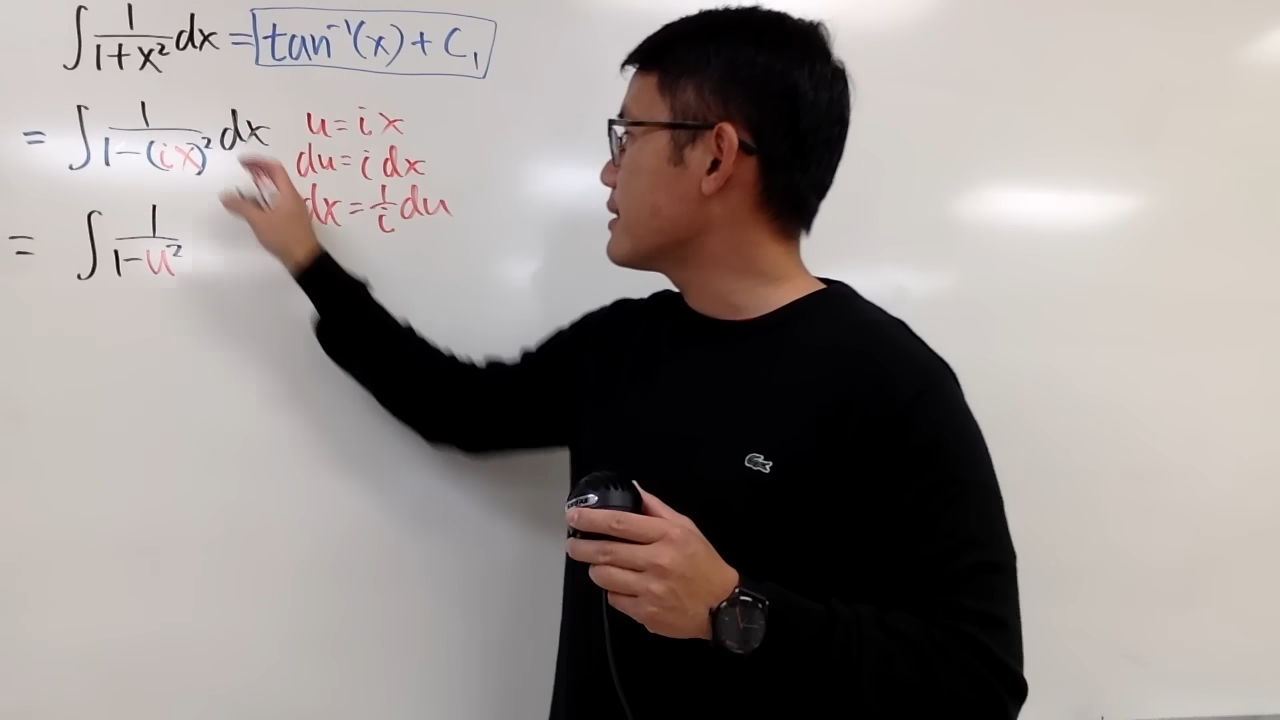 ∫ 1/(1+x²) dx = tan⁻¹(x) + C₁
= ∫ 1/(1-(ix)²) dx
u = ix
du = i dx
dx = 1/i du
= ∫ 1/(1-u²)